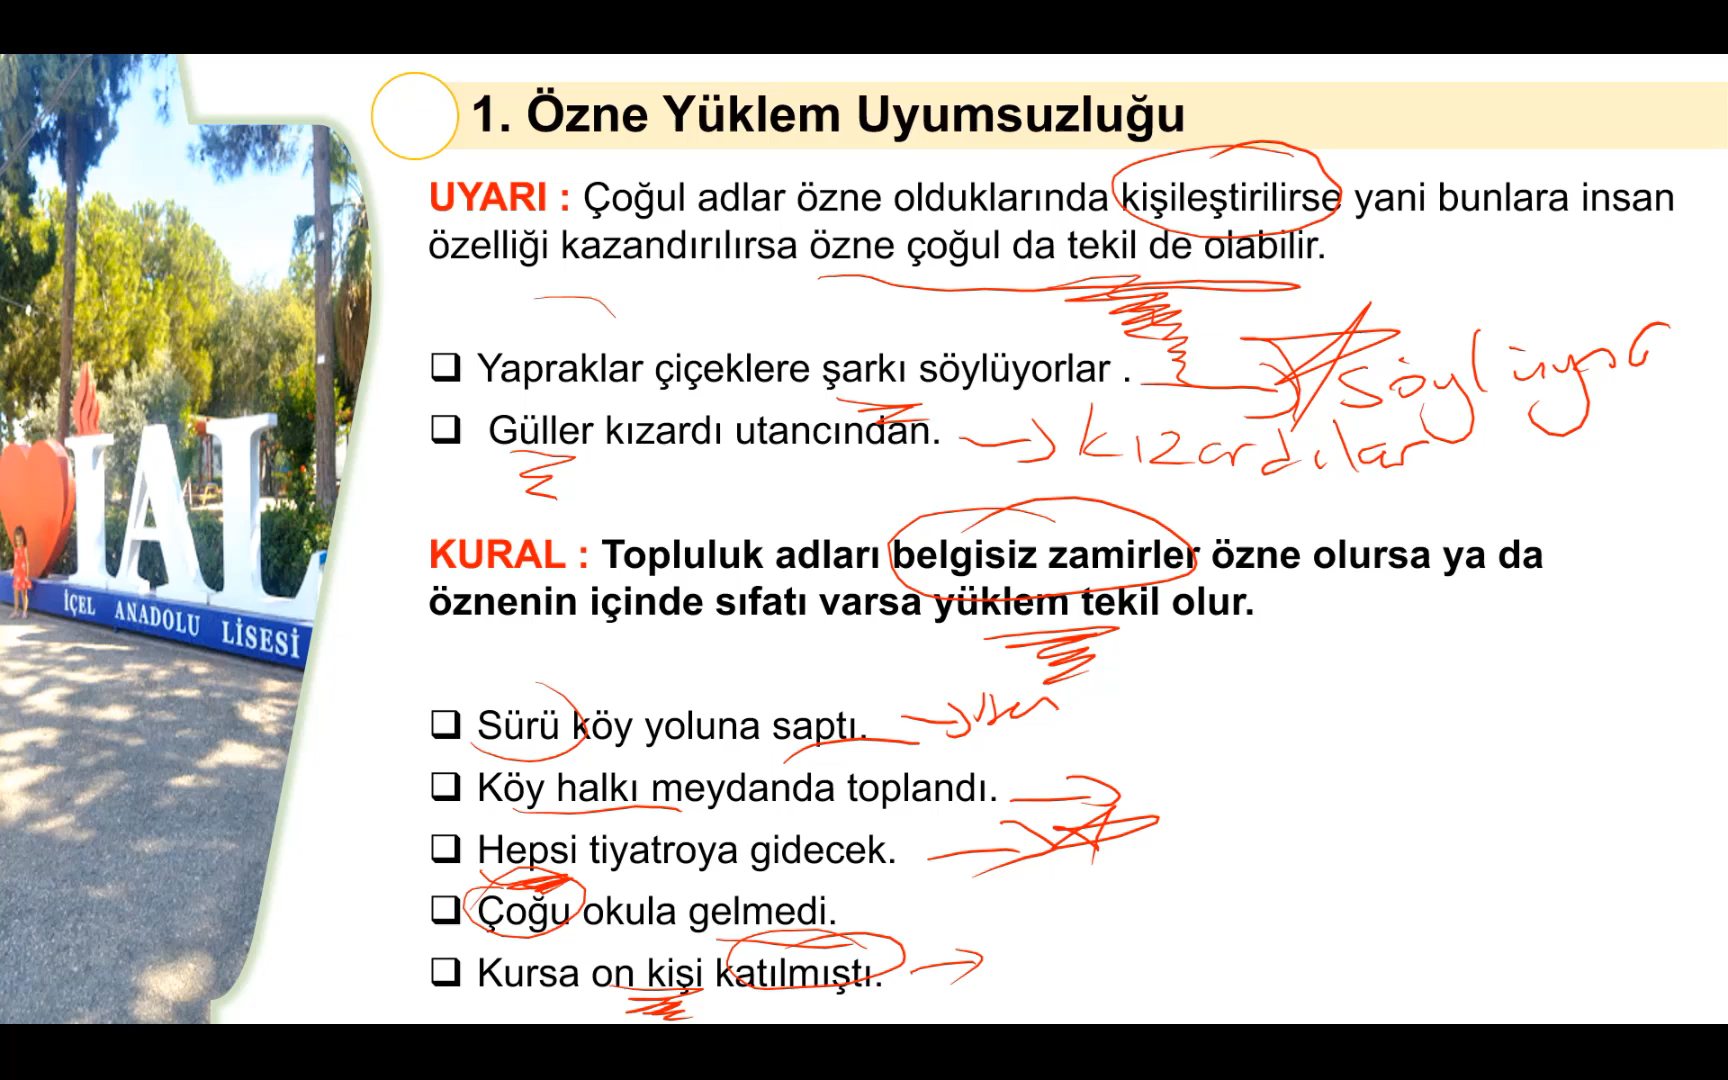 1. Özne Yüklem Uyumsuzluğu
UYARI : Çoğul adlar özne olduklarında kişileştirilirse yani bunlara insan
özelliği kazandırılırsa özne çoğul da tekil de olabilir.
❑ Yapraklar çiçeklere şarkı söylüyorlar . söylüyor
❑ Güller kızardı utancından. kızardılar
KURAL : Topluluk adları belgisiz zamirler özne olursa ya da
öznenin içinde sıfatı varsa yüklem tekil olur.
❑ Sürü köy yoluna saptı.
❑ Köy halkı meydanda toplandı.
❑ Hepsi tiyatroya gidecek.
❑ Çoğu okula gelmedi.
❑ Kursa on kişi katılmıştı.
İAL
İÇEL ANADOLU LİSESİ